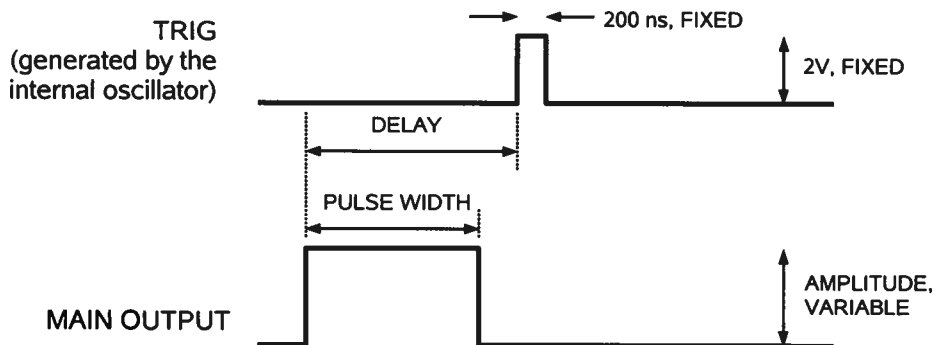 TRIG
(generated by the
internal oscillator)
200 ns, FIXED
2V, FIXED
DELAY
PULSE WIDTH
MAIN OUTPUT
AMPLITUDE,
VARIABLE